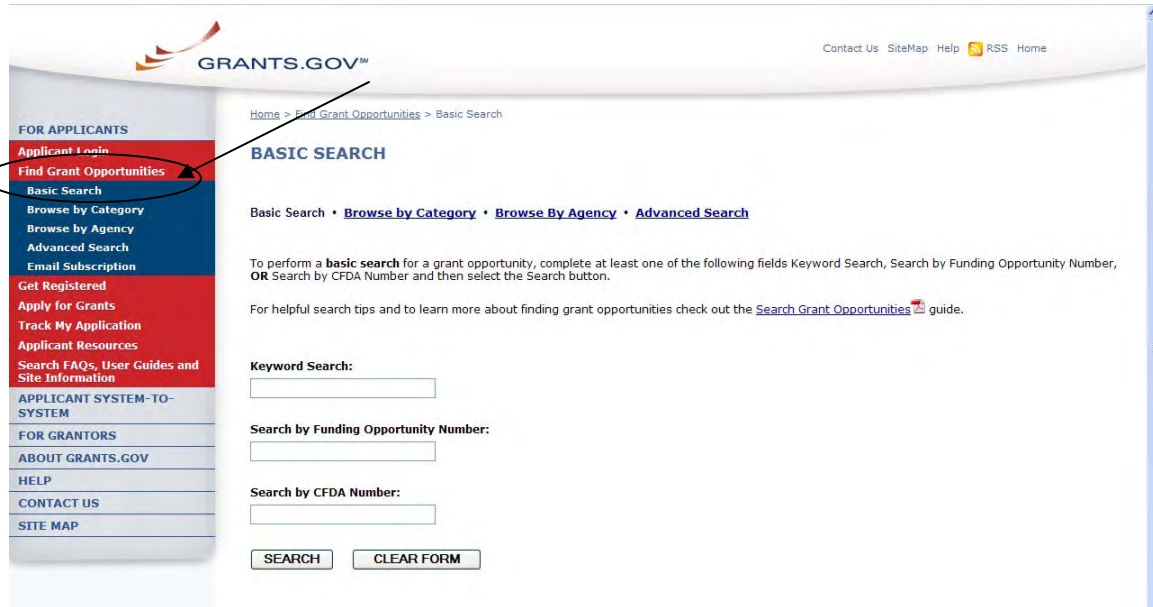 GRANTS.GOV℠
Contact Us SiteMap Help RSS Home
Home > Find Grant Opportunities > Basic Search
FOR APPLICANTS
Applicant Login
Find Grant Opportunities
Basic Search
Browse by Category
Browse by Agency
Advanced Search
Email Subscription
Get Registered
Apply for Grants
Track My Application
Applicant Resources
Search FAQs, User Guides and
Site Information
APPLICANT SYSTEM-TO-
SYSTEM
FOR GRANTORS
ABOUT GRANTS.GOV
HELP
CONTACT US
SITE MAP
BASIC SEARCH
Basic Search • Browse by Category • Browse By Agency • Advanced Search
To perform a basic search for a grant opportunity, complete at least one of the following fields Keyword Search, Search by Funding Opportunity Number,
OR Search by CFDA Number and then select the Search button.
For helpful search tips and to learn more about finding grant opportunities check out the Search Grant Opportunities guide.
Keyword Search:
Search by Funding Opportunity Number:
Search by CFDA Number:
SEARCH CLEAR FORM